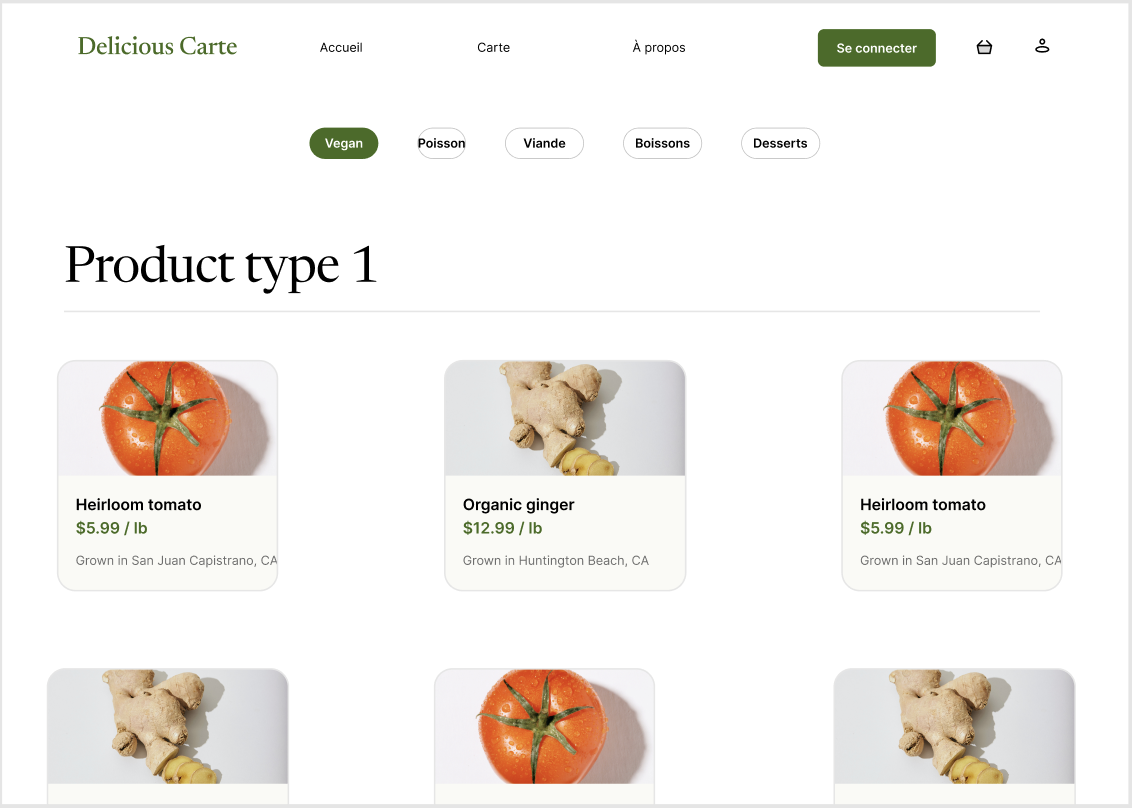 Delicious Carte
Accueil
Carte
À propos
Se connecter
Vegan
Poisson
Viande
Boissons
Desserts
Product type 1
Heirloom tomato
$5.99 / lb
Grown in San Juan Capistrano, CA
Organic ginger
$12.99 / lb
Grown in Huntington Beach, CA
Heirloom tomato
$5.99 / lb
Grown in San Juan Capistrano, CA